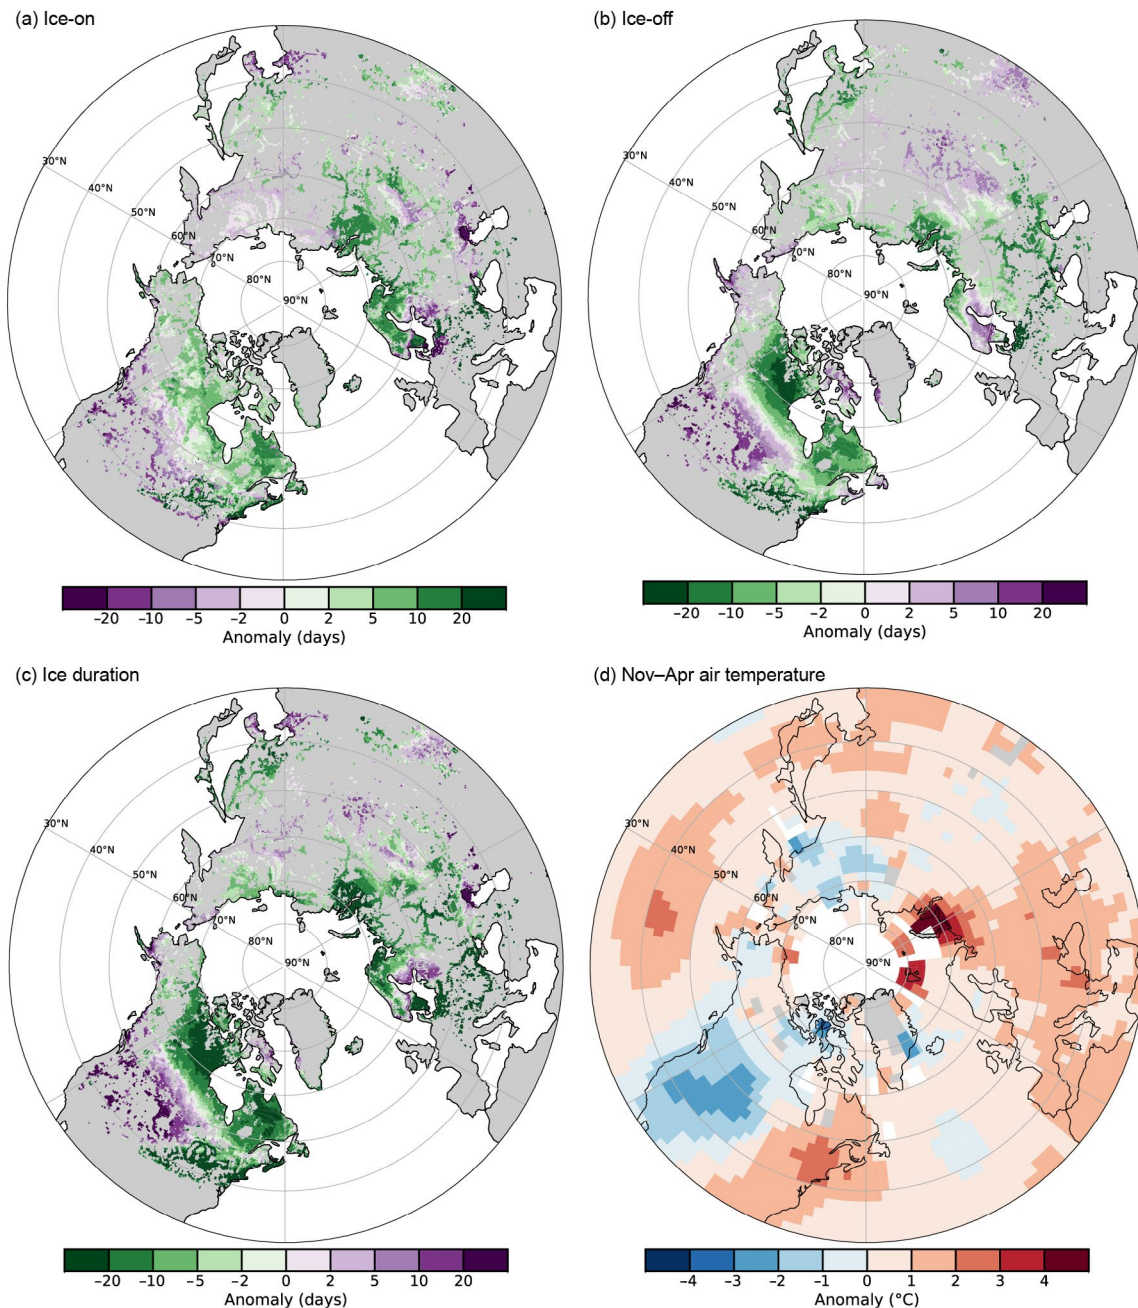 (a) Ice-on
30°N
40°N
50°N
60°N
70°N
80°N
90°N
−20 −10 −5 −2 0 2 5 10 20
Anomaly (days)
(b) Ice-off
30°N
40°N
50°N
60°N
70°N
80°N
90°N
−20 −10 −5 −2 0 2 5 10 20
Anomaly (days)
(c) Ice duration
30°N
40°N
50°N
60°N
70°N
80°N
90°N
−20 −10 −5 −2 0 2 5 10 20
Anomaly (days)
(d) Nov–Apr air temperature
30°N
40°N
50°N
60°N
70°N
80°N
90°N
−4 −3 −2 −1 0 1 2 3 4
Anomaly (°C)